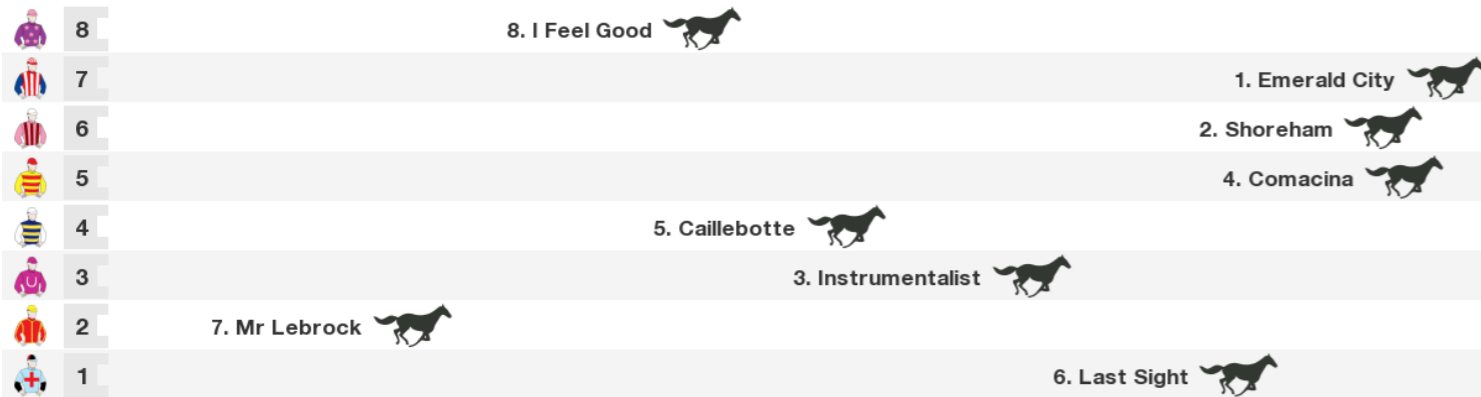 8 8. I Feel Good
7 1. Emerald City
6 2. Shoreham
5 4. Comacina
4 5. Caillebotte
3 3. Instrumentalist
2 7. Mr Lebrock
1 6. Last Sight